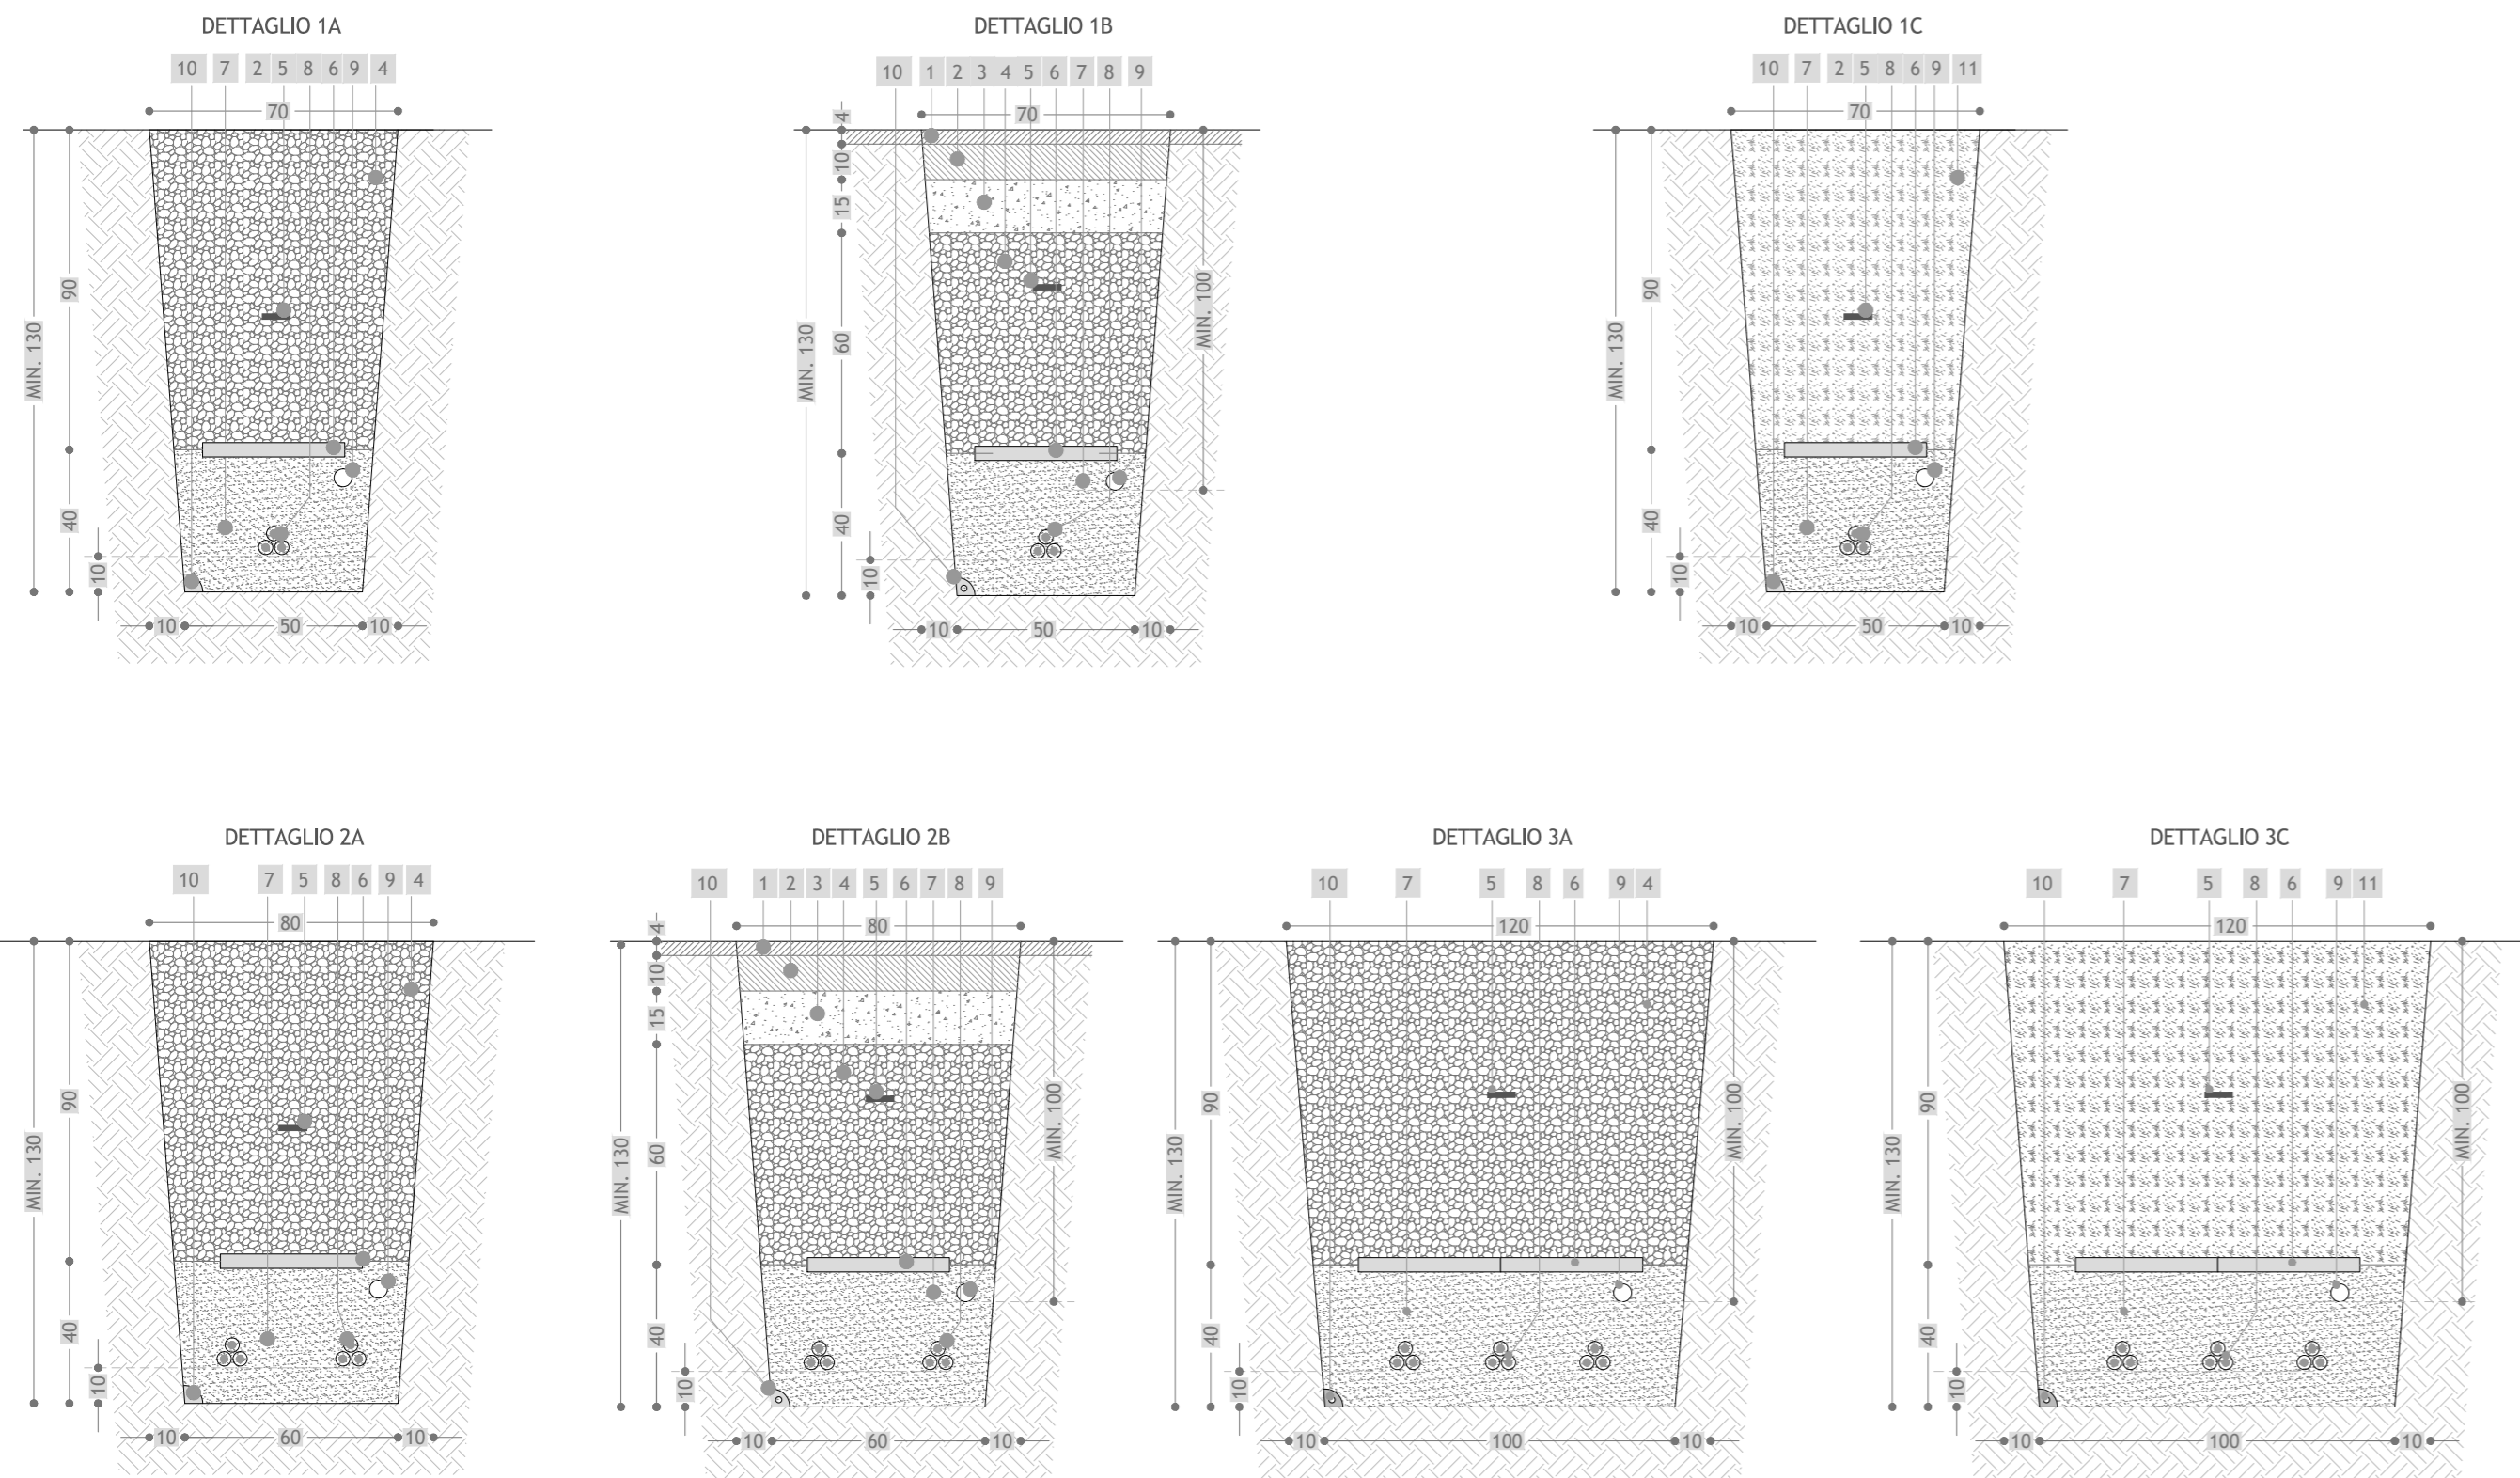 DETTAGLIO 1A
10 7 2 5 8 6 9 4
70
MIN. 130
90
40
10
10 50 10
DETTAGLIO 1B
10 1 2 3 4 5 6 7 8 9
4
70
10
15
MIN. 100
MIN. 130
60
40
10
10 50 10
DETTAGLIO 1C
10 7 2 5 8 6 9 11
70
90
MIN. 130
40
10
10 50 10
DETTAGLIO 2A
10 7 5 8 6 9 4
80
90
MIN. 130
40
10
10 60 10
DETTAGLIO 2B
10 1 2 3 4 5 6 7 8 9
4
80
10
15
MIN. 100
60
MIN. 130
40
10
10 60 10
DETTAGLIO 3A
10 7 5 8 6 9 4
120
90
MIN. 100
MIN. 130
40
10
10 100 10
DETTAGLIO 3C
10 7 5 8 6 9 11
120
90
MIN. 100
MIN. 130
40
10
10 100 10